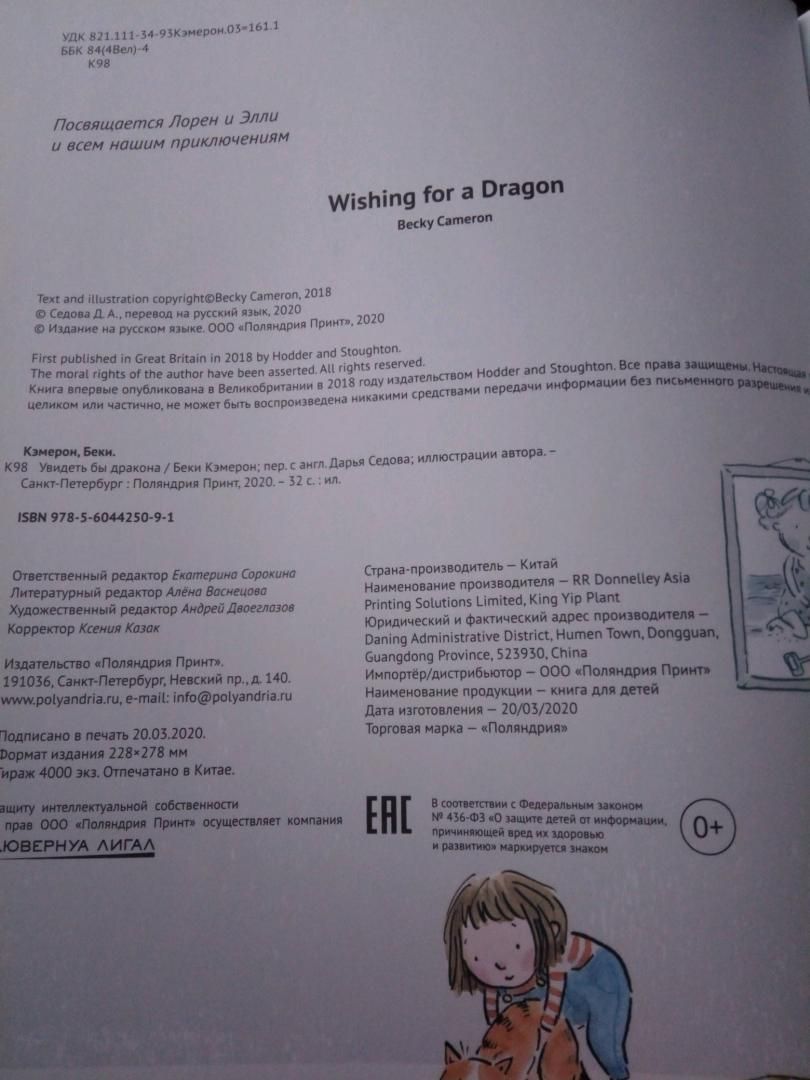 УДК 821.111-34-93Кэмерон.03=161.1
ББК 84(4Вел)-4
К98
Посвящается Лорен и Элли
и всем нашим приключениям
Wishing for a Dragon
Becky Cameron
Text and illustration copyright©Becky Cameron, 2018
© Седова Д. А., перевод на русский язык, 2020
© Издание на русском языке. ООО «Поляндрия Принт», 2020
First published in Great Britain in 2018 by Hodder and Stoughton.
The moral rights of the author have been asserted. All rights reserved.
Книга впервые опубликована в Великобритании в 2018 году издательством Hodder and Stoughton. Все права защищены. Настоящая
целиком или частично, не может быть воспроизведена никакими средствами передачи информации без письменного разрешения и
Кэмерон, Беки.
К98 Увидеть бы дракона / Беки Кэмерон; пер. с англ. Дарья Седова; иллюстрации автора. –
Санкт-Петербург : Поляндрия Принт, 2020. – 32 с. : ил.
ISBN 978-5-6044250-9-1
Ответственный редактор Екатерина Сорокина
Литературный редактор Алёна Васнецова
Художественный редактор Андрей Двоеглазов
Корректор Ксения Казак
Издательство «Поляндрия Принт».
191036, Санкт-Петербург, Невский пр., д. 140.
www.polyandria.ru, e-mail: info@polyandria.ru
Подписано в печать 20.03.2020.
Формат издания 228×278 мм
Тираж 4000 экз. Отпечатано в Китае.
ащиту интеллектуальной собственности
прав ООО «Поляндрия Принт» осуществляет компания
ЮВЕРНУА ЛИГАЛ
Страна-производитель — Китай
Наименование производителя — RR Donnelley Asia
Printing Solutions Limited, King Yip Plant
Юридический и фактический адрес производителя —
Daning Administrative District, Humen Town, Dongguan,
Guangdong Province, 523930, China
Импортёр/дистрибьютор — ООО «Поляндрия Принт»
Наименование продукции — книга для детей
Дата изготовления — 20/03/2020
Торговая марка — «Поляндрия»
ЕАС
В соответствии с Федеральным законом
№ 436-ФЗ «О защите детей от информации,
причиняющей вред их здоровью
и развитию» маркируется знаком
0+